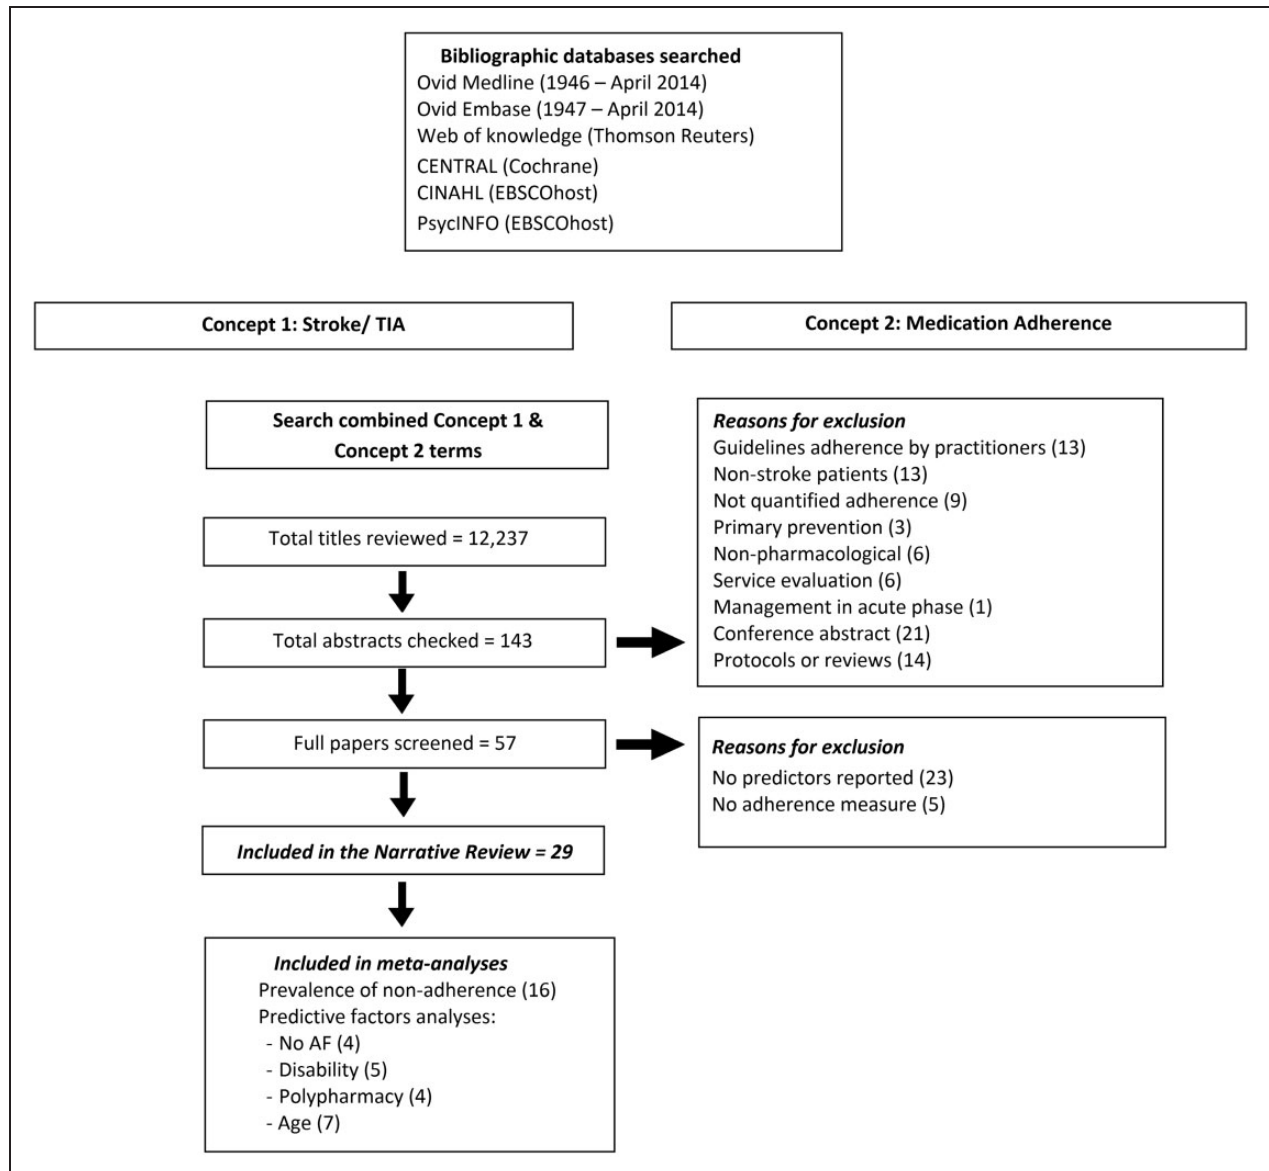 Bibliographic databases searched
Ovid Medline (1946 – April 2014)
Ovid Embase (1947 – April 2014)
Web of knowledge (Thomson Reuters)
CENTRAL (Cochrane)
CINAHL (EBSCOhost)
PsycINFO (EBSCOhost)
Concept 1: Stroke/ TIA
Concept 2: Medication Adherence
Search combined Concept 1 &
Concept 2 terms
Total titles reviewed = 12,237
Total abstracts checked = 143
Reasons for exclusion
Guidelines adherence by practitioners (13)
Non-stroke patients (13)
Not quantified adherence (9)
Primary prevention (3)
Non-pharmacological (6)
Service evaluation (6)
Management in acute phase (1)
Conference abstract (21)
Protocols or reviews (14)
Full papers screened = 57
Reasons for exclusion
No predictors reported (23)
No adherence measure (5)
Included in the Narrative Review = 29
Included in meta-analyses
Prevalence of non-adherence (16)
Predictive factors analyses:
- No AF (4)
- Disability (5)
- Polypharmacy (4)
- Age (7)